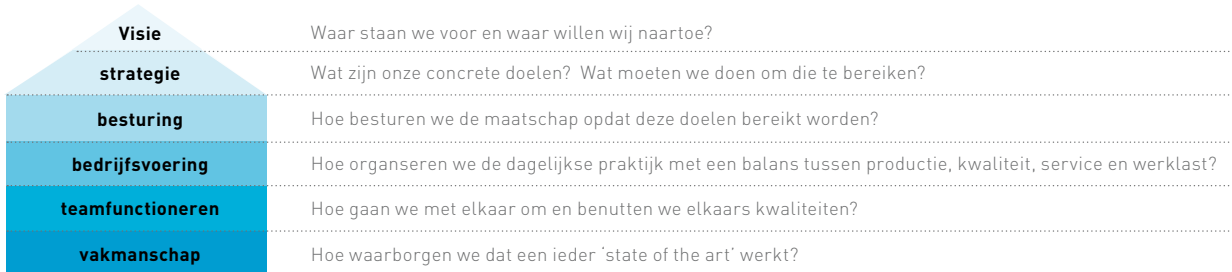 Visie Waar staan we voor en waar willen wij naartoe?
strategie Wat zijn onze concrete doelen? Wat moeten we doen om die te bereiken?
besturing Hoe besturen we de maatschap opdat deze doelen bereikt worden?
bedrijfsvoering Hoe organseren we de dagelijkse praktijk met een balans tussen productie, kwaliteit, service en werklast?
teamfunctioneren Hoe gaan we met elkaar om en benutten we elkaars kwaliteiten?
vakmanschap Hoe waarborgen we dat een ieder ‘state of the art’ werkt?